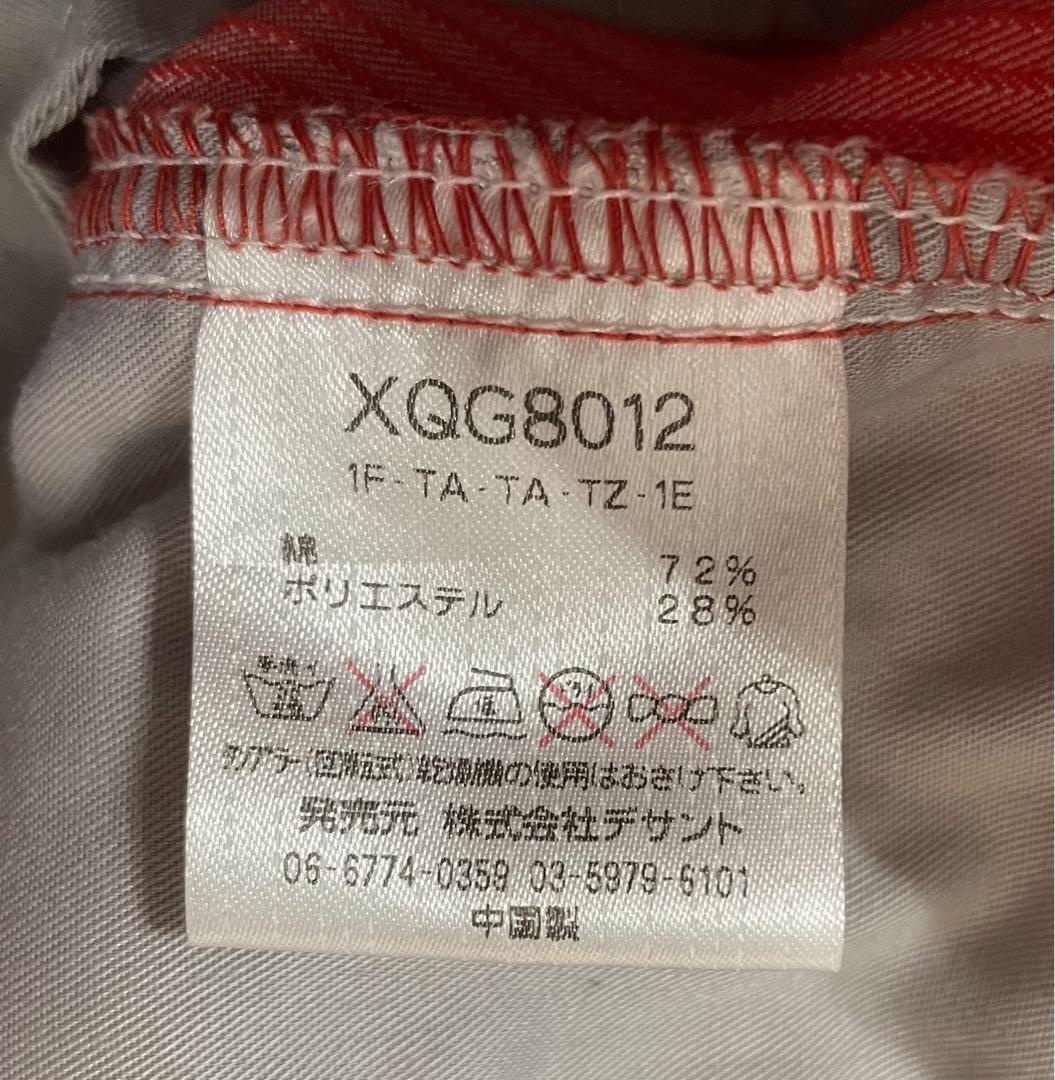 XQG8012
1F-TA-TA-TZ-1E
綿 72%
ポリエステル 28%
手洗イ
タンブラー(回転式)乾燥機の使用はおさけ下さい。
発売元 株式会社デサント
06-6774-0359 03-5979-6101
中国製